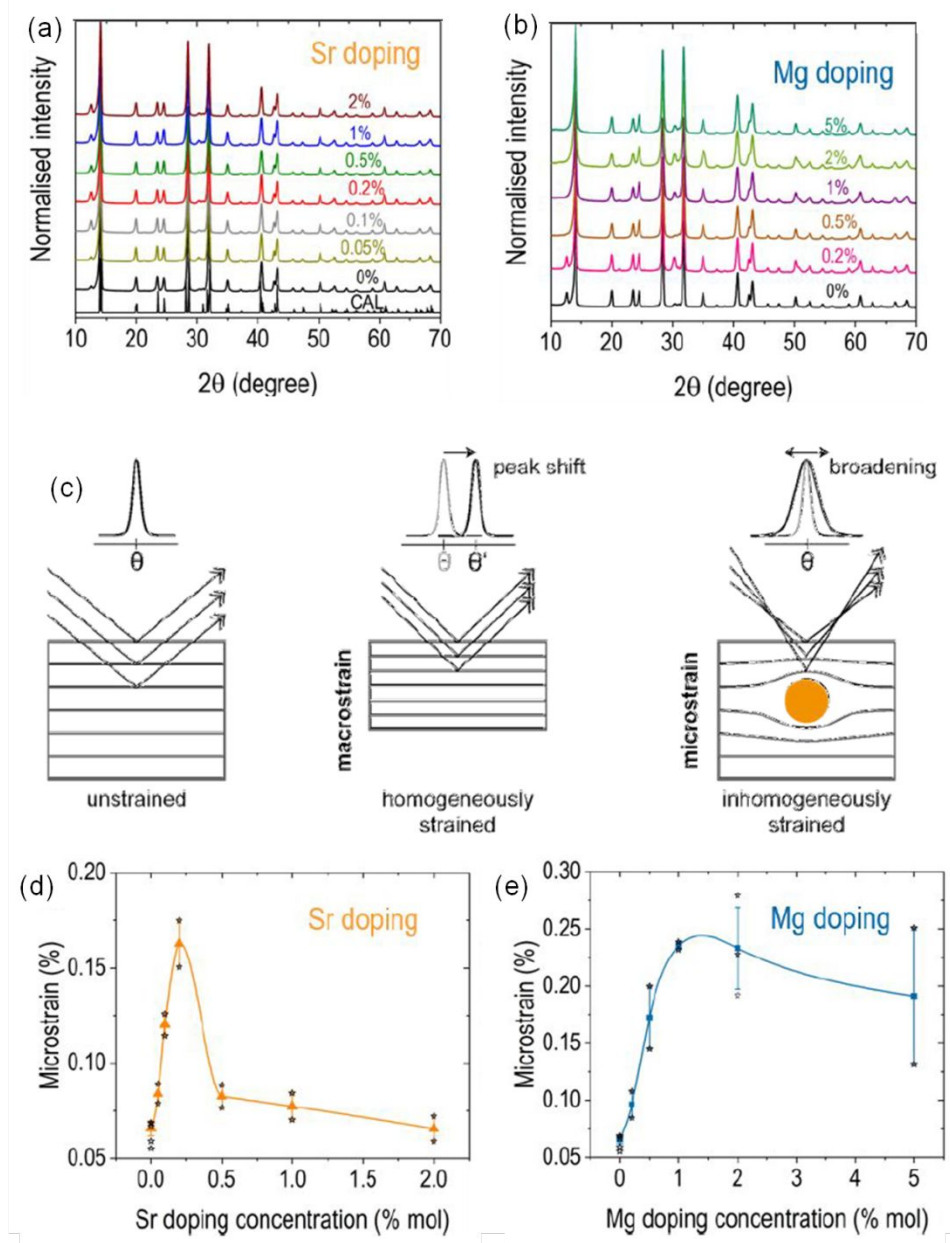 (a)
Sr doping
2%
1%
0.5%
0.2%
0.1%
0.05%
0%
CAL
Normalised intensity
10 20 30 40 50 60 70
2θ (degree)
(b)
Mg doping
5%
2%
1%
0.5%
0.2%
0%
Normalised intensity
10 20 30 40 50 60 70
2θ (degree)
(c)
θ
unstrained
peak shift
θ θ'
macrostrain
homogeneously
strained
broadening
θ
microstrain
inhomogeneously
strained
(d)
Sr doping
Microstrain (%)
0.20
0.15
0.10
0.05
0.0 0.5 1.0 1.5 2.0
Sr doping concentration (% mol)
(e)
Mg doping
Microstrain (%)
0.30
0.25
0.20
0.15
0.10
0.05
0 1 2 3 4 5
Mg doping concentration (% mol)